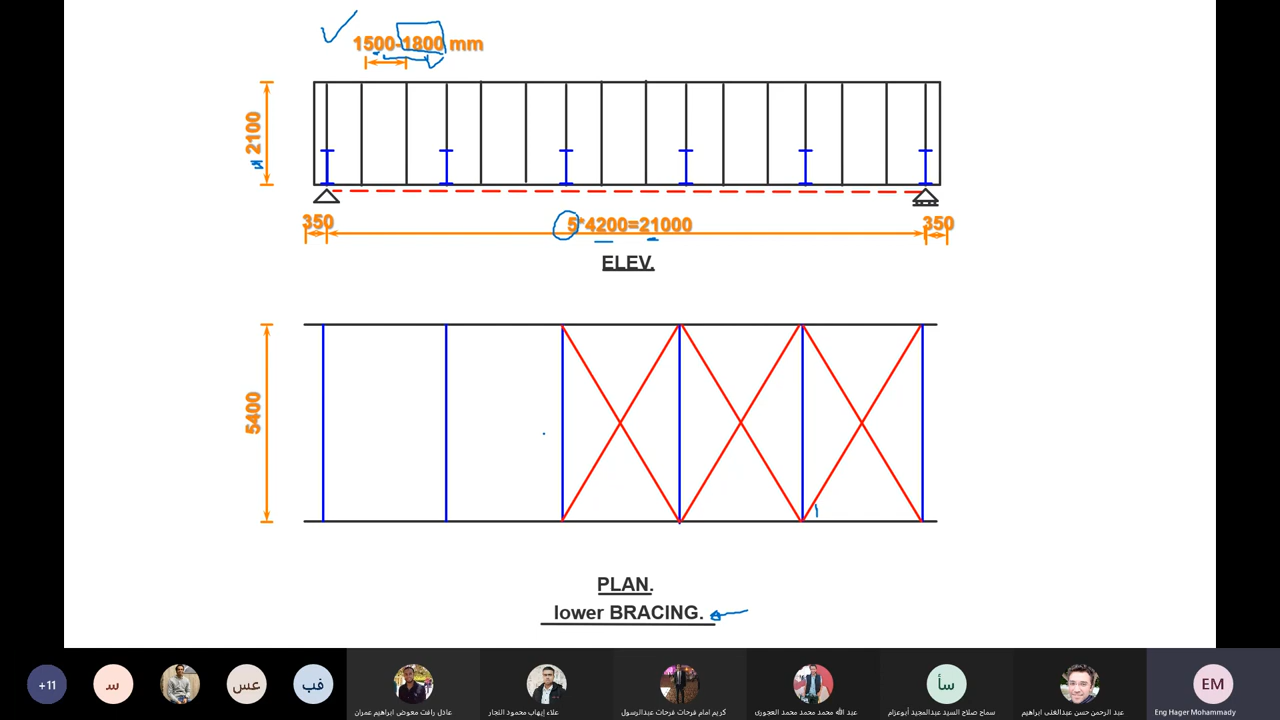 1500-1800 mm
2100
350
5*4200=21000
350
ELEV.
5400
PLAN.
lower BRACING.
+11
س
عس
فب
سأ
EM
عادل رافت معوض ابراهيم عمران
علاء إيهاب محمود النجار
كريم امام فرحات فرحات عبدالرسول
عبد الله محمد محمد محمد العجوزى
سماح صلاح السيد عبدالمجيد أبوعزام
عبد الرحمن حسن عبدالغنى ابراهيم
Eng Hager Mohammady